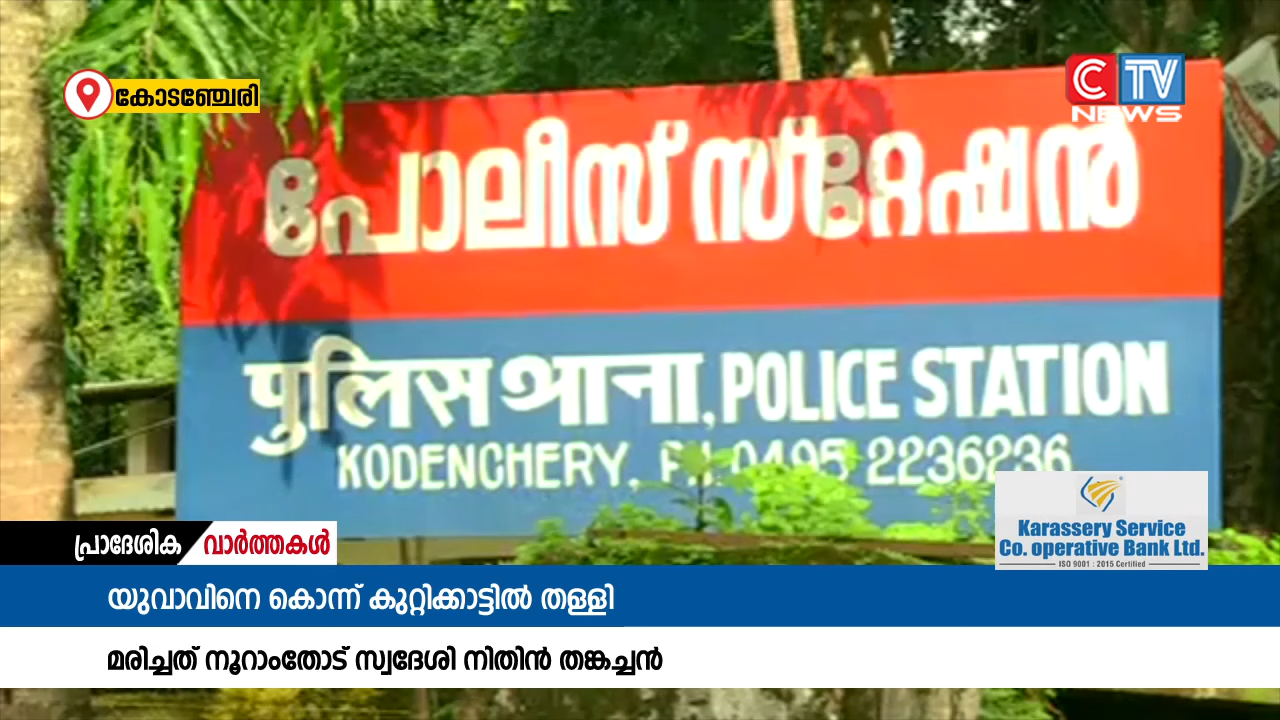 കോടഞ്ചേരി
C TV
NEWS
പോലീസ് സ്റ്റേഷൻ
पुलिस थाना, POLICE STATION
KODENCHERY, PH: 0495 2236236
Karassery Service
Co. operative Bank Ltd.
ISO 9001 : 2015 Certified
പ്രാദേശിക വാർത്തകൾ
യുവാവിനെ കൊന്ന് കുറ്റിക്കാട്ടിൽ തള്ളി
മരിച്ചത് നൂറാംതോട് സ്വദേശി നിതിൻ തങ്കച്ചൻ